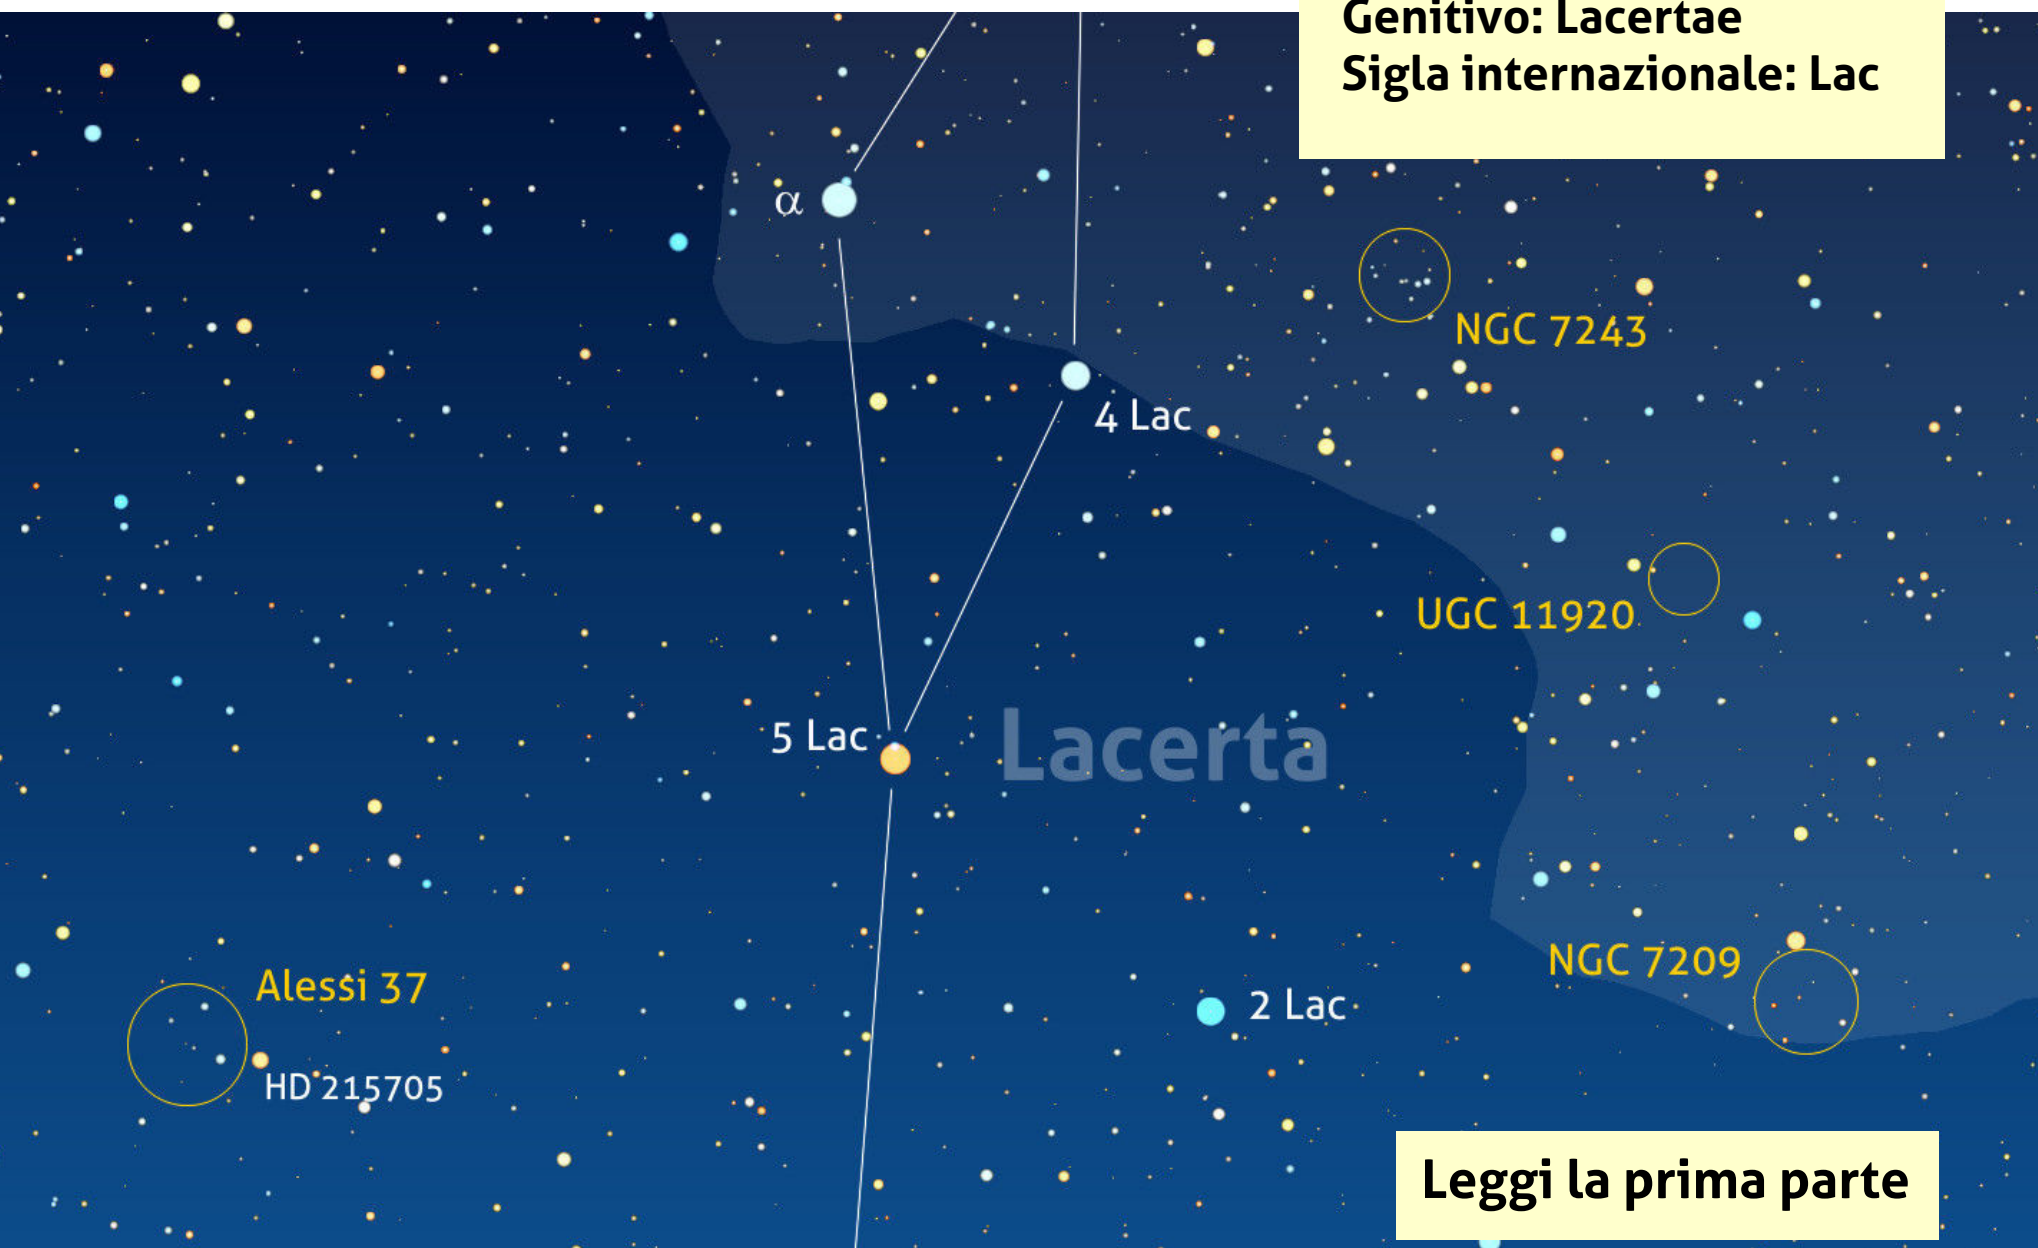 Genitivo: Lacertae
Sigla internazionale: Lac
α
NGC 7243
4 Lac
UGC 11920
5 Lac
Lacerta
NGC 7209
Alessi 37
2 Lac
HD 215705
Leggi la prima parte